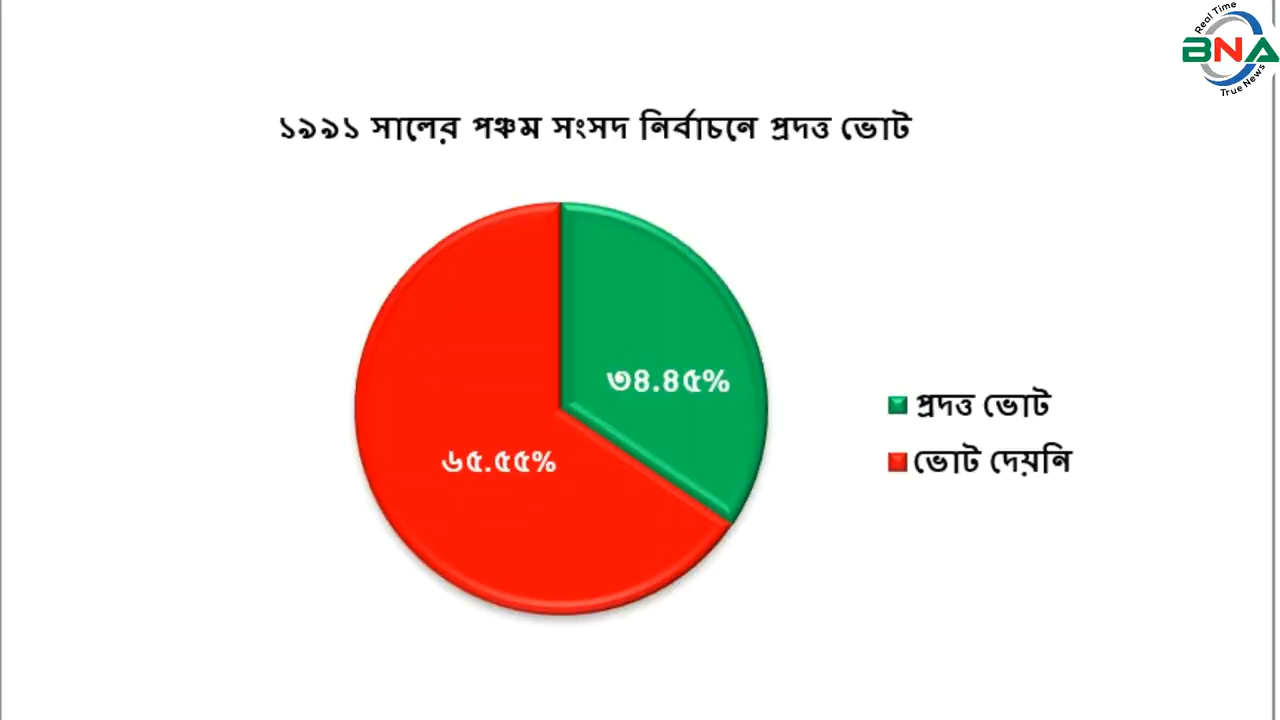 Real Time
BNA
True News
১৯৯১ সালের পঞ্চম সংসদ নির্বাচনে প্রদত্ত ভোট
৩৪.৪৫%
৬৫.৫৫%
প্রদত্ত ভোট
ভোট দেয়নি